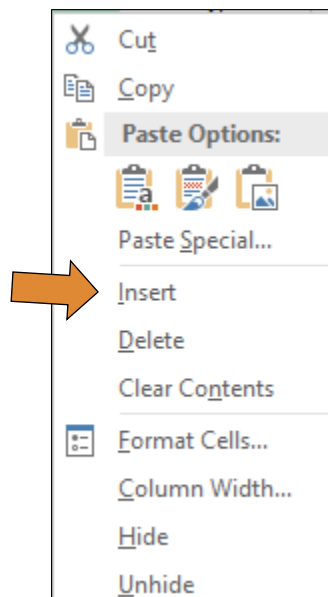 Cut
Copy
Paste Options:
a
Paste Special...
Insert
Delete
Clear Contents
Format Cells...
Column Width...
Hide
Unhide